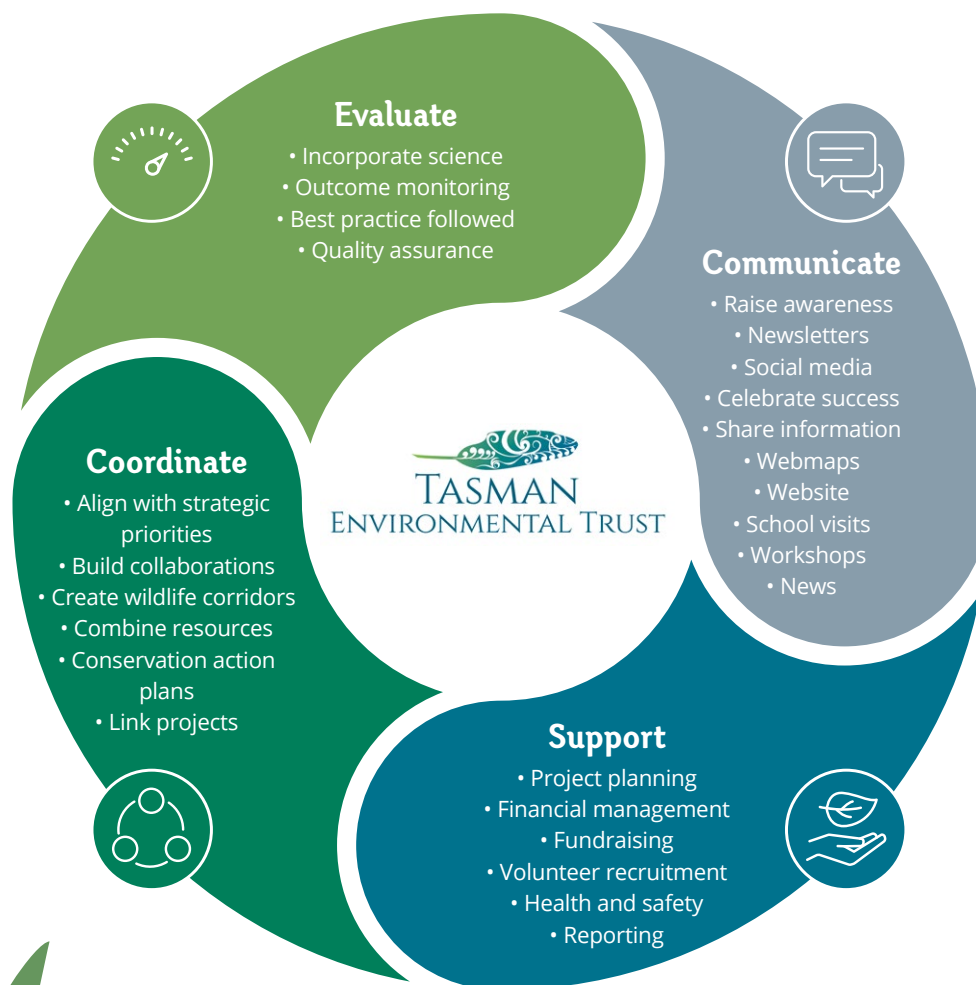 Evaluate
• Incorporate science
• Outcome monitoring
• Best practice followed
• Quality assurance
Communicate
• Raise awareness
• Newsletters
• Social media
• Celebrate success
• Share information
• Webmaps
• Website
• School visits
• Workshops
• News
Coordinate
• Align with strategic
priorities
• Build collaborations
• Create wildlife corridors
• Combine resources
• Conservation action
plans
• Link projects
TASMAN
ENVIRONMENTAL TRUST
Support
• Project planning
• Financial management
• Fundraising
• Volunteer recruitment
• Health and safety
• Reporting